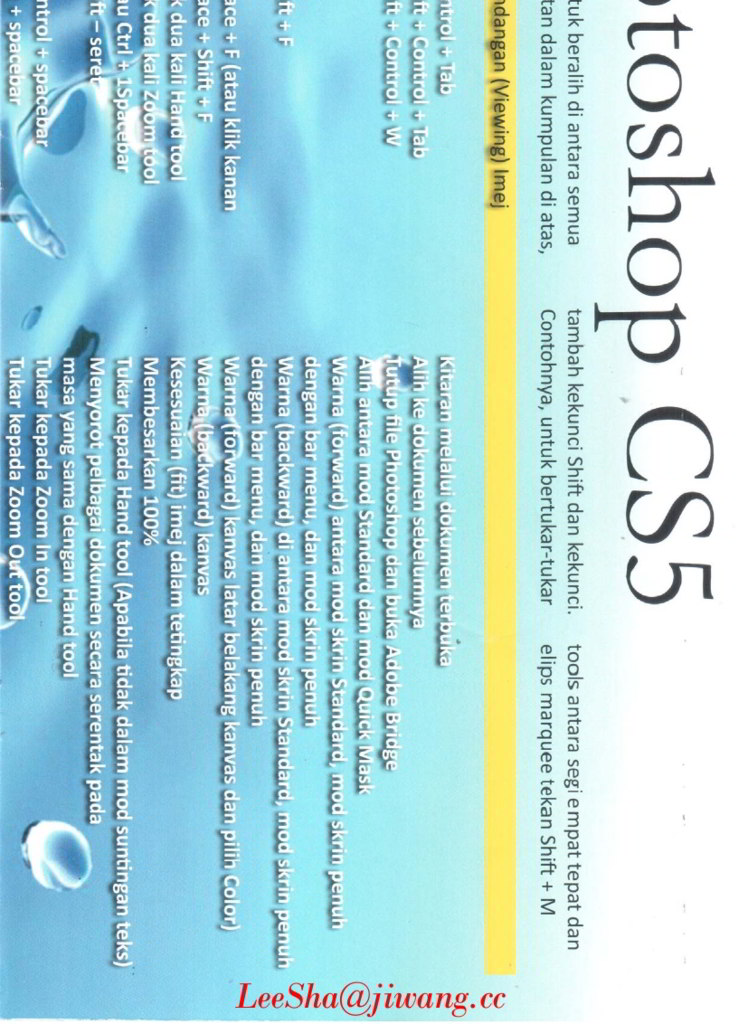 otoshop CS5
tuk beralih di antara semua tambah kekunci Shift dan kekunci. tools antara segi empat tepat dan
tan dalam kumpulan di atas, Contohnya, untuk bertukar-tukar elips marquee tekan Shift + M
ndangan (Viewing) Imej
ntrol + Tab Kitaran melalui dokumen terbuka
ft + Control + Tab Alih ke dokumen sebelumnya
ft + Control + W Tutup file Photoshop dan buka Adobe Bridge
Alih antara mod Standard dan mod Quick Mask
Warna (forward) antara mod skrin Standard, mod skrin penuh
dengan bar menu, dan mod skrin penuh
ft + F Warna (backward) di antara mod skrin Standard, mod skrin penuh
dengan bar menu, dan mod skrin penuh
ace + F (atau klik kanan Warna (forward) kanvas latar belakang kanvas dan pilih Color)
ace + Shift + F Warna (backward) kanvas
k dua kali Hand tool Kesesuaian (fit) imej dalam tetingkap
k dua kali Zoom tool Membesarkan 100%
au Ctrl + 1Spacebar Tukar kepada Hand tool (Apabila tidak dalam mod suntingan teks)
ft – seret Menyorot pelbagai dokumen secara serentak pada
masa yang sama dengan Hand tool
ntrol + spacebar Tukar kepada Zoom In tool
+ spacebar Tukar kepada Zoom Out tool
LeeSha@jiwang.cc